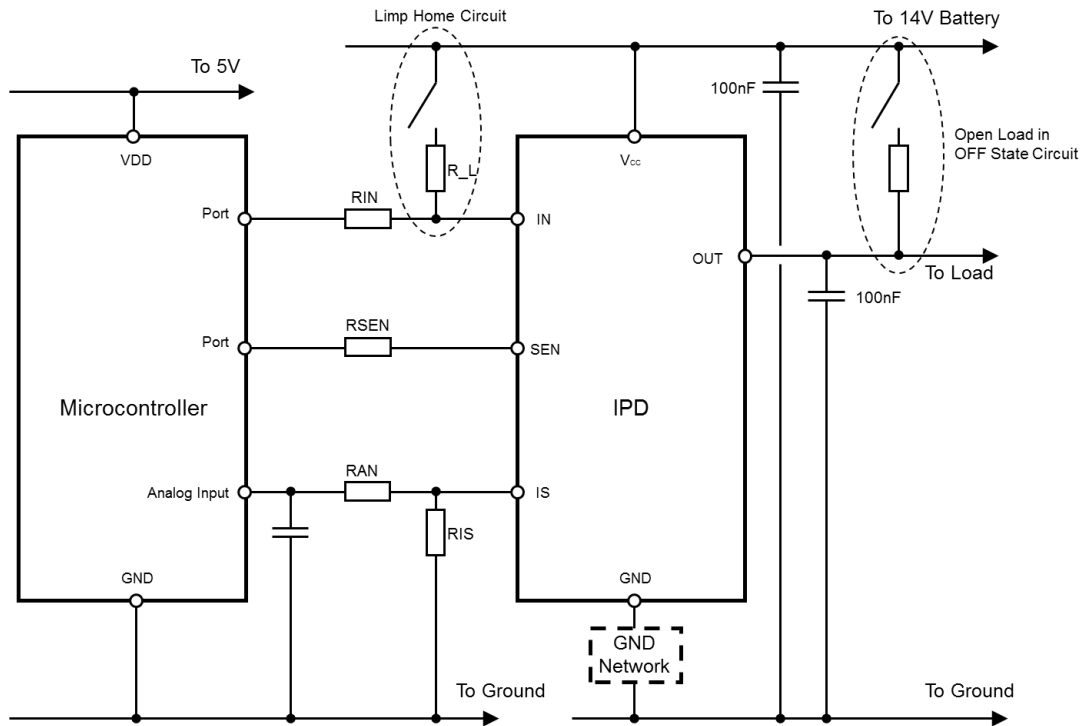 Limp Home Circuit
To 14V Battery
To 5V
100nF
VDD
Vcc
Open Load in
OFF State Circuit
R_L
Port
RIN
IN
OUT
To Load
100nF
Port
RSEN
SEN
Microcontroller
IPD
RAN
Analog Input
IS
RIS
GND
GND
GND
Network
To Ground
To Ground